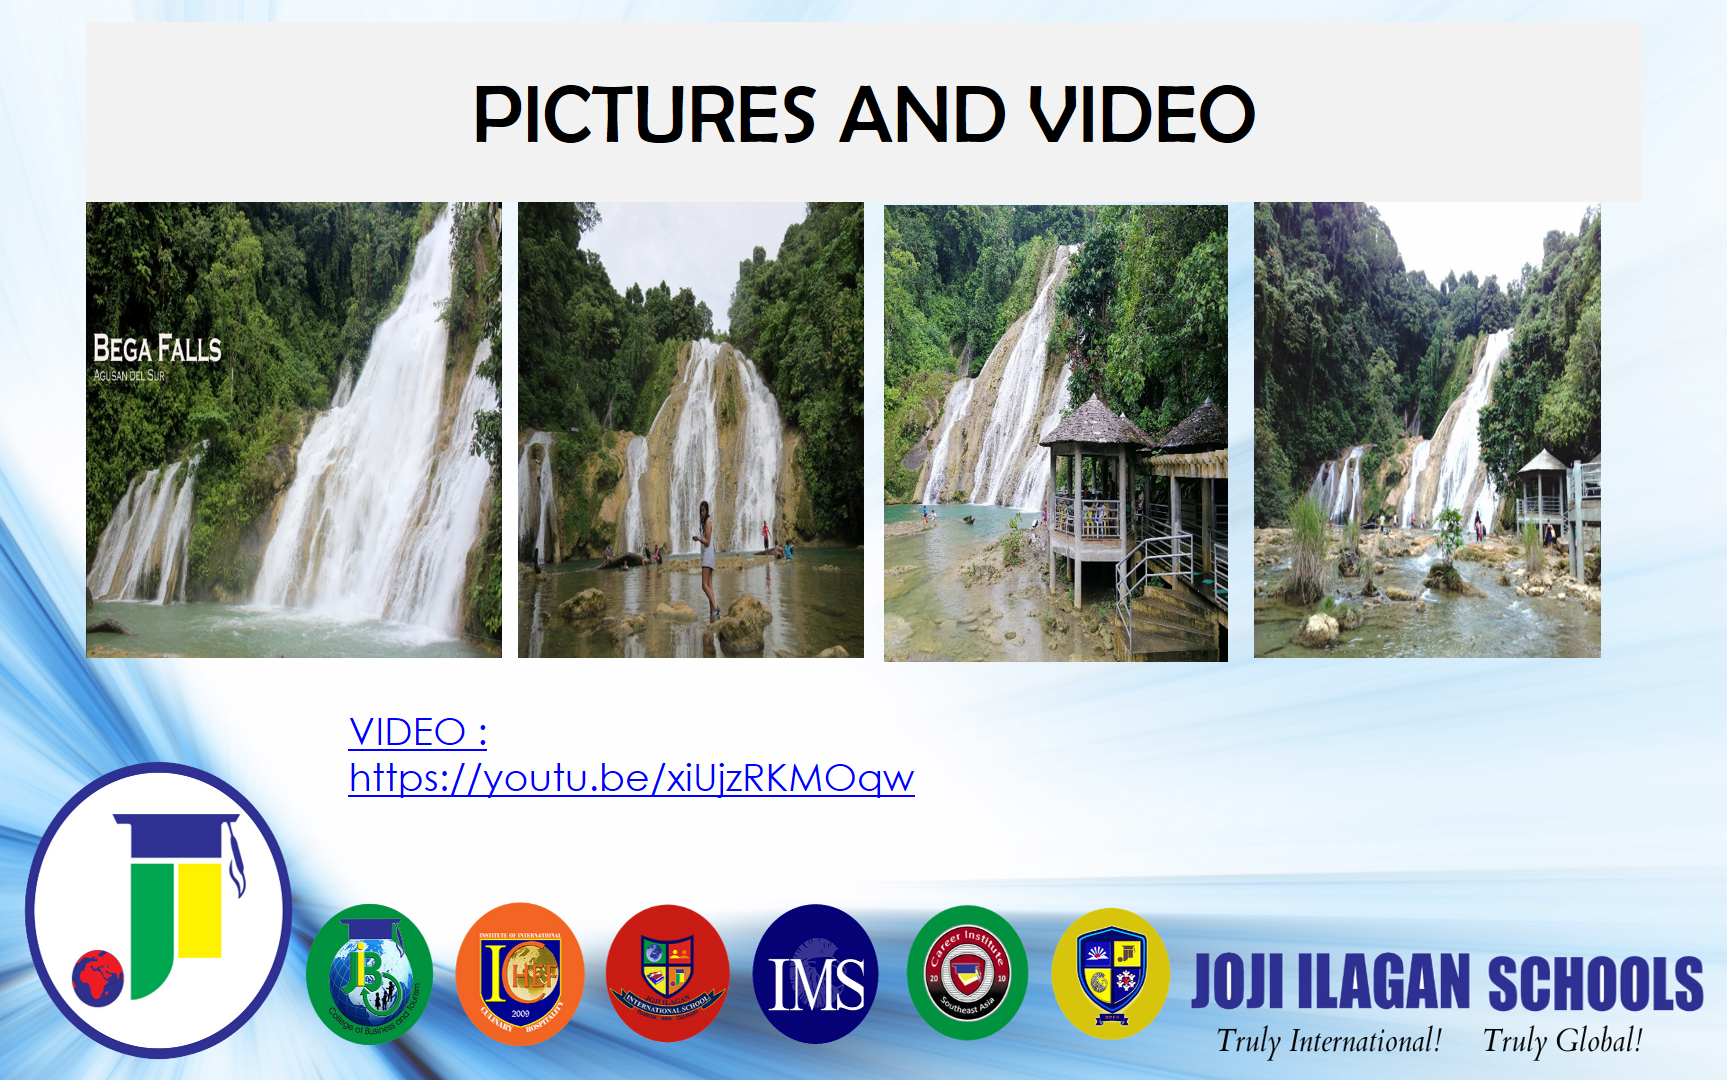 PICTURES AND VIDEO
BEGA FALLS
AGUSAN DEL SUR
VIDEO :
https://youtu.be/xiUjzRKMOqw
iBS
College of Business and Tourism
INSTITUTE OF INTERNATIONAL
ICHEF
2009
CULINARY HOSPITALITY
JOJI ILAGAN
INTERNATIONAL SCHOOL
IMS
Career Institute
20 10
Southeast Asia
JOJI ILAGAN SCHOOLS
Truly International! Truly Global!